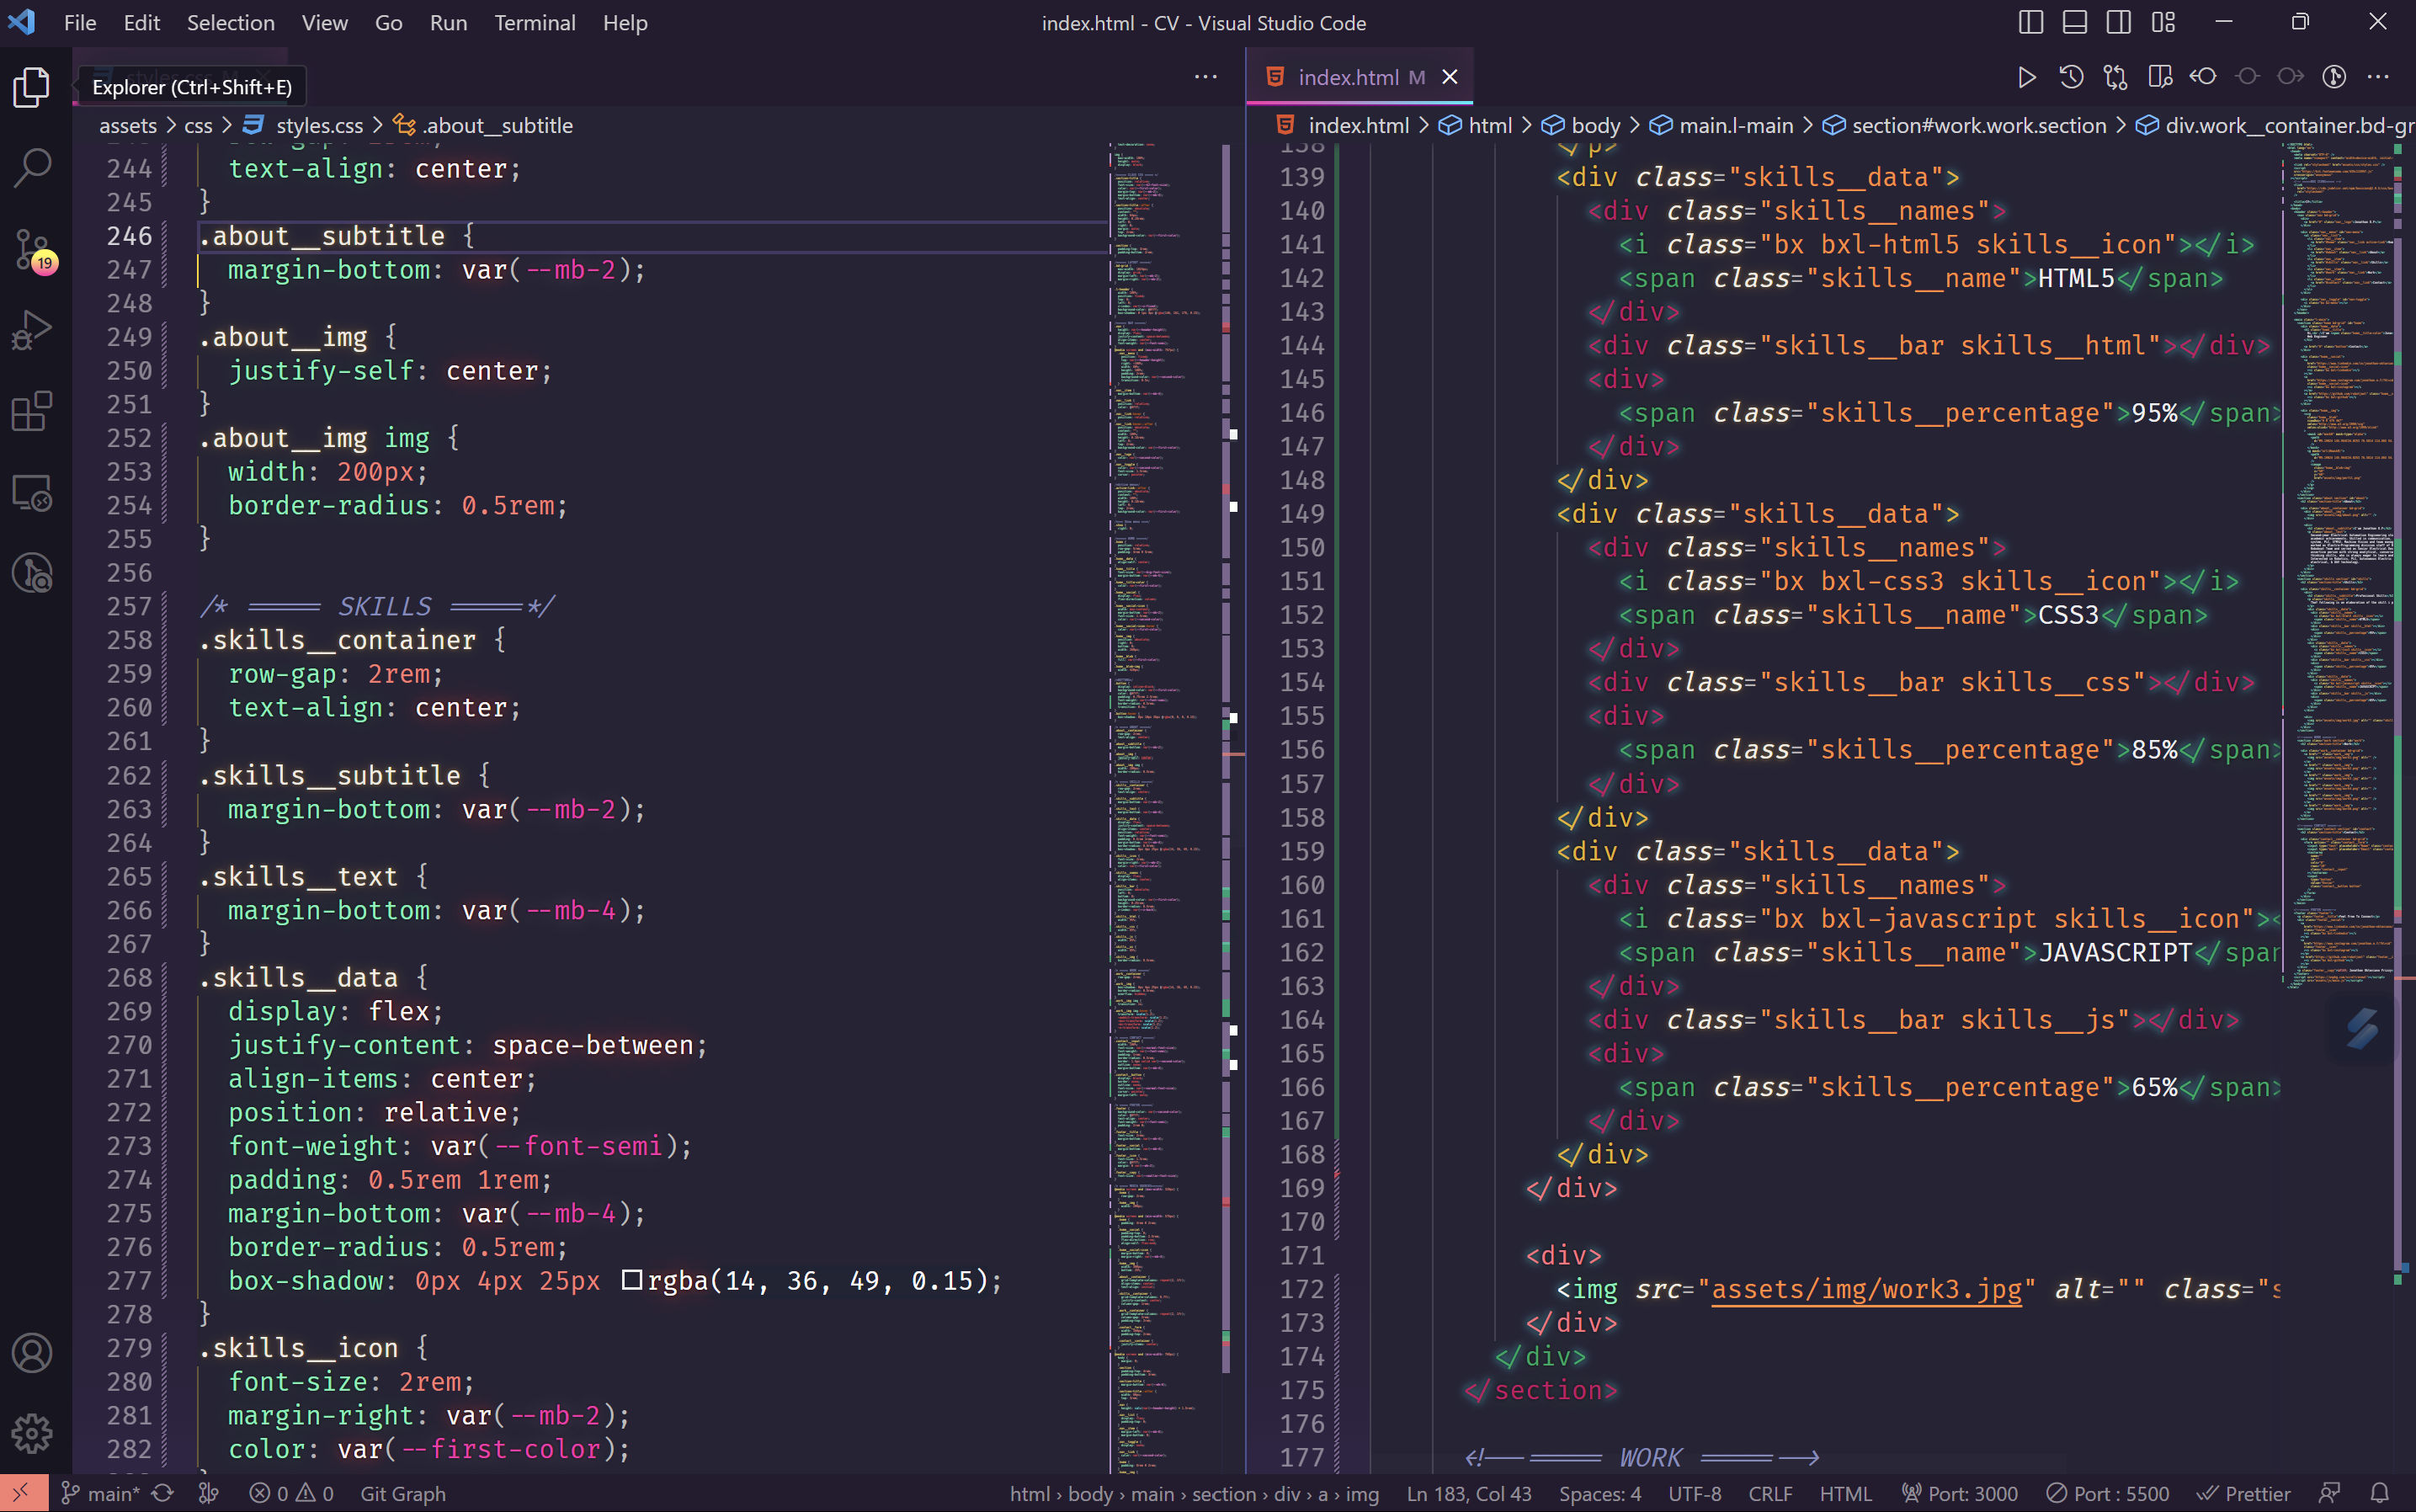 File Edit Selection View Go Run Terminal Help
index.html - CV - Visual Studio Code
Explorer (Ctrl+Shift+E)
index.html M
assets > css > styles.css > .about__subtitle
index.html > html > body > main.l-main > section#work.work.section > div.work__container.bd-gr
19
244 text-align: center;
245 }
246 .about__subtitle {
247 margin-bottom: var(--mb-2);
248 }
249 .about__img {
250 justify-self: center;
251 }
252 .about__img img {
253 width: 200px;
254 border-radius: 0.5rem;
255 }
256
257 /* ===== SKILLS =====*/
258 .skills__container {
259 row-gap: 2rem;
260 text-align: center;
261 }
262 .skills__subtitle {
263 margin-bottom: var(--mb-2);
264 }
265 .skills__text {
266 margin-bottom: var(--mb-4);
267 }
268 .skills__data {
269 display: flex;
270 justify-content: space-between;
271 align-items: center;
272 position: relative;
273 font-weight: var(--font-semi);
274 padding: 0.5rem 1rem;
275 margin-bottom: var(--mb-4);
276 border-radius: 0.5rem;
277 box-shadow: 0px 4px 25px rgba(14, 36, 49, 0.15);
278 }
279 .skills__icon {
280 font-size: 2rem;
281 margin-right: var(--mb-2);
282 color: var(--first-color);
138 </p>
139 <div class="skills__data">
140 <div class="skills__names">
141 <i class="bx bxl-html5 skills__icon"></i>
142 <span class="skills__name">HTML5</span>
143 </div>
144 <div class="skills__bar skills__html"></div>
145 <div>
146 <span class="skills__percentage">95%</span>
147 </div>
148 </div>
149 <div class="skills__data">
150 <div class="skills__names">
151 <i class="bx bxl-css3 skills__icon"></i>
152 <span class="skills__name">CSS3</span>
153 </div>
154 <div class="skills__bar skills__css"></div>
155 <div>
156 <span class="skills__percentage">85%</span>
157 </div>
158 </div>
159 <div class="skills__data">
160 <div class="skills__names">
161 <i class="bx bxl-javascript skills__icon"><
162 <span class="skills__name">JAVASCRIPT</span
163 </div>
164 <div class="skills__bar skills__js"></div>
165 <div>
166 <span class="skills__percentage">65%</span>
167 </div>
168 </div>
169 </div>
170
171 <div>
172 <img src="assets/img/work3.jpg" alt="" class="s
173 </div>
174 </div>
175 </section>
176
177 <!-- ===== WORK ===== -->
main* 0 0 Git Graph
html > body > main > section > div > a > img Ln 183, Col 43 Spaces: 4 UTF-8 CRLF HTML Port: 3000 Port : 5500 Prettier